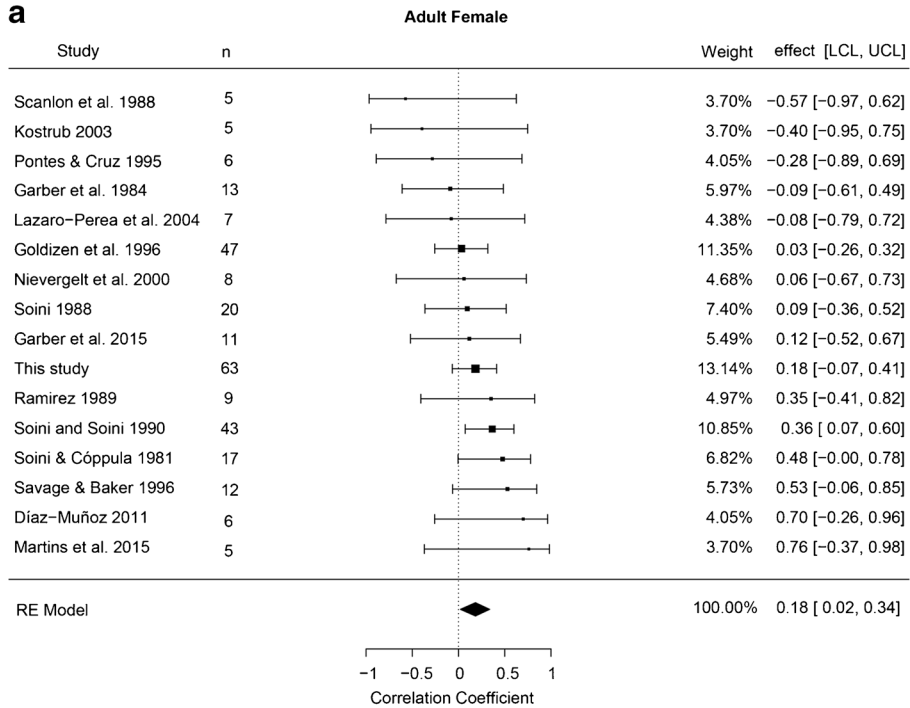 a
Adult Female
Study n Weight effect [LCL, UCL]
Scanlon et al. 1988 5 3.70% −0.57 [−0.97, 0.62]
Kostrub 2003 5 3.70% −0.40 [−0.95, 0.75]
Pontes & Cruz 1995 6 4.05% −0.28 [−0.89, 0.69]
Garber et al. 1984 13 5.97% −0.09 [−0.61, 0.49]
Lazaro−Perea et al. 2004 7 4.38% −0.08 [−0.79, 0.72]
Goldizen et al. 1996 47 11.35% 0.03 [−0.26, 0.32]
Nievergelt et al. 2000 8 4.68% 0.06 [−0.67, 0.73]
Soini 1988 20 7.40% 0.09 [−0.36, 0.52]
Garber et al. 2015 11 5.49% 0.12 [−0.52, 0.67]
This study 63 13.14% 0.18 [−0.07, 0.41]
Ramirez 1989 9 4.97% 0.35 [−0.41, 0.82]
Soini and Soini 1990 43 10.85% 0.36 [ 0.07, 0.60]
Soini & Cóppula 1981 17 6.82% 0.48 [−0.00, 0.78]
Savage & Baker 1996 12 5.73% 0.53 [−0.06, 0.85]
Díaz−Muñoz 2011 6 4.05% 0.70 [−0.26, 0.96]
Martins et al. 2015 5 3.70% 0.76 [−0.37, 0.98]
RE Model 100.00% 0.18 [ 0.02, 0.34]
−1 −0.5 0 0.5 1
Correlation Coefficient